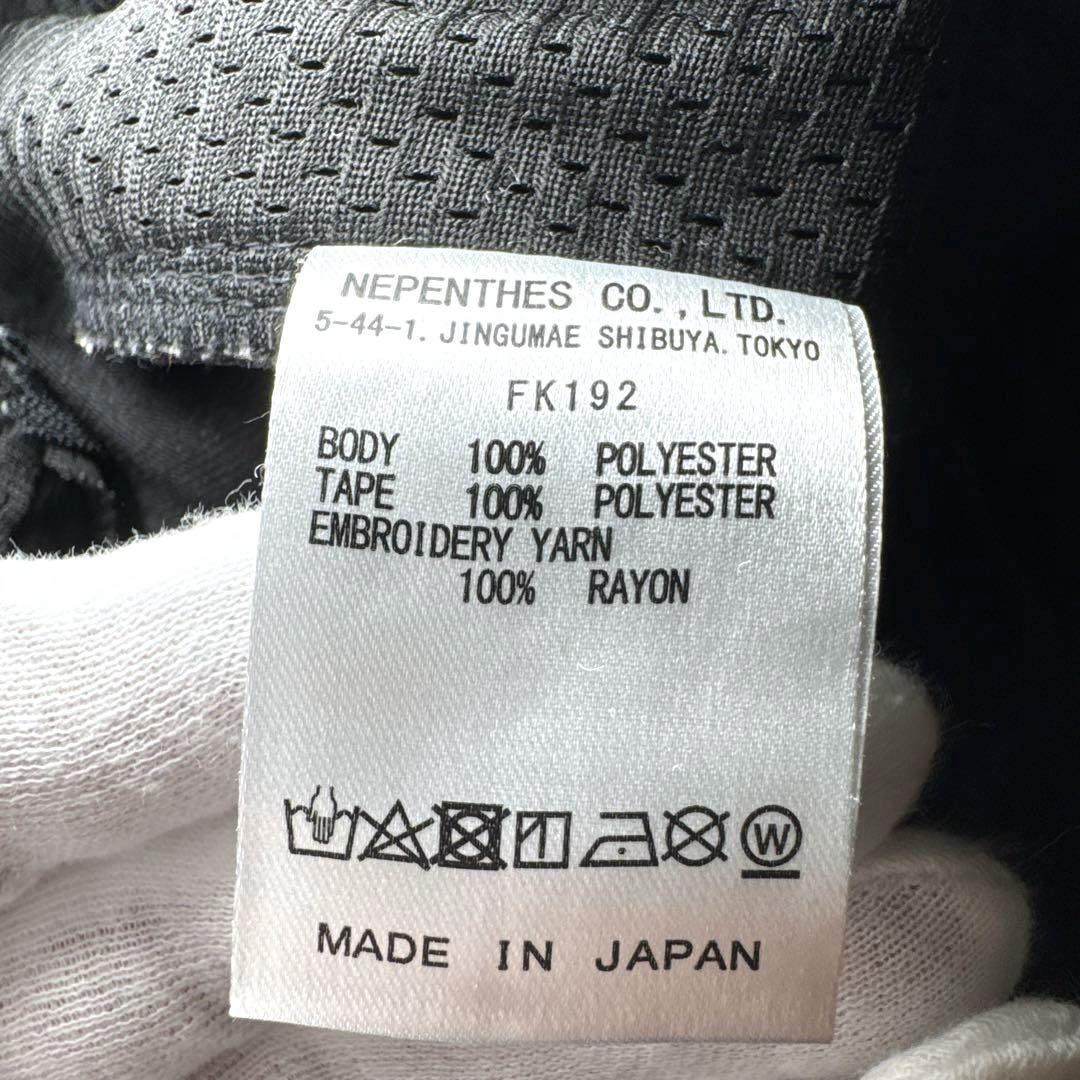 NEPENTHES CO.,LTD.
5-44-1. JINGUMAE SHIBUYA. TOKYO
FK192
BODY 100% POLYESTER
TAPE 100% POLYESTER
EMBROIDERY YARN
100% RAYON
W
MADE IN JAPAN